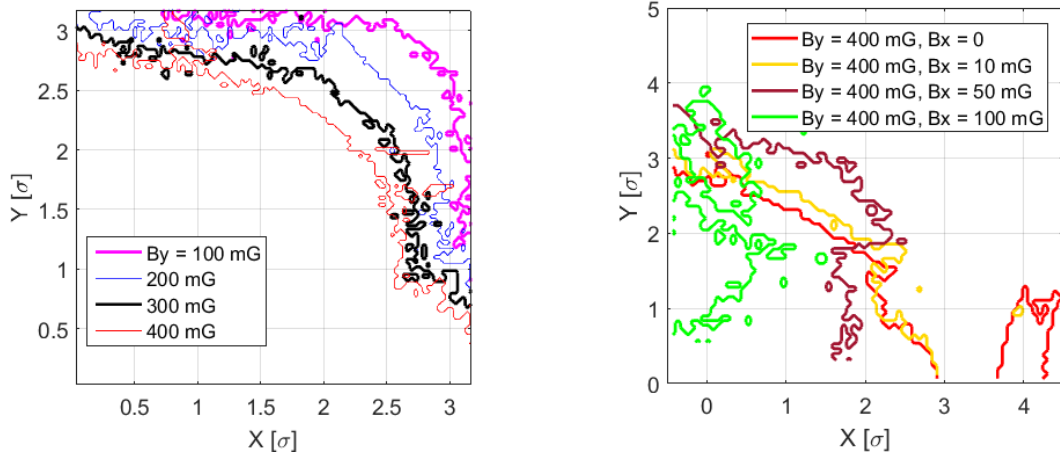 3
2.5
2
1.5
1
0.5
Y [σ]
By = 100 mG
200 mG
300 mG
400 mG
0.5 1 1.5 2 2.5 3
X [σ]
5
4
3
2
1
0
Y [σ]
By = 400 mG, Bx = 0
By = 400 mG, Bx = 10 mG
By = 400 mG, Bx = 50 mG
By = 400 mG, Bx = 100 mG
0 1 2 3 4
X [σ]